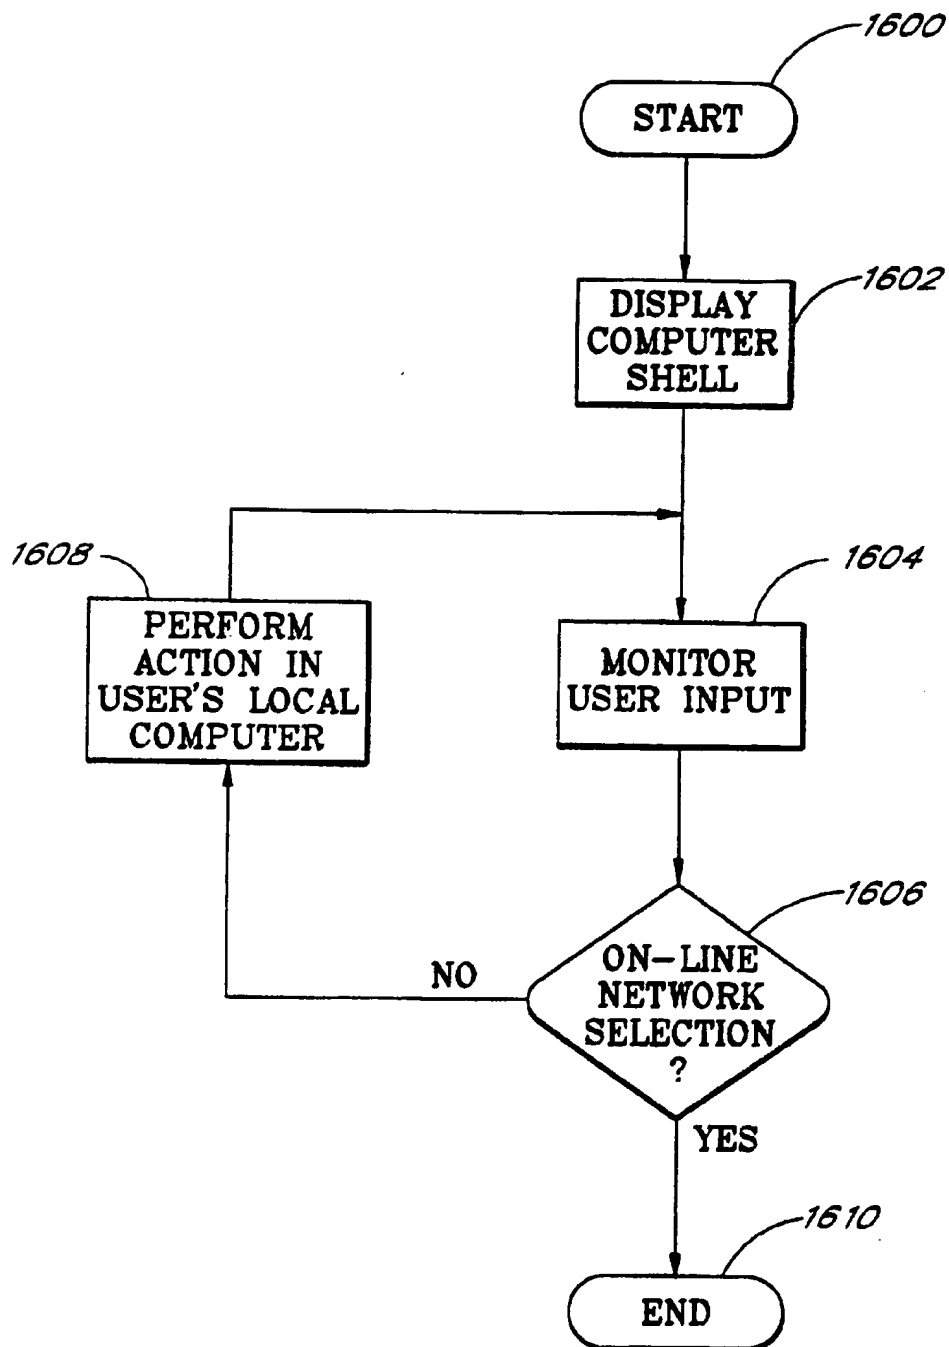 1600
START
1602
DISPLAY
COMPUTER
SHELL
1608
PERFORM
ACTION IN
USER'S LOCAL
COMPUTER
1604
MONITOR
USER INPUT
1606
ON-LINE
NETWORK
SELECTION
?
NO
YES
1610
END